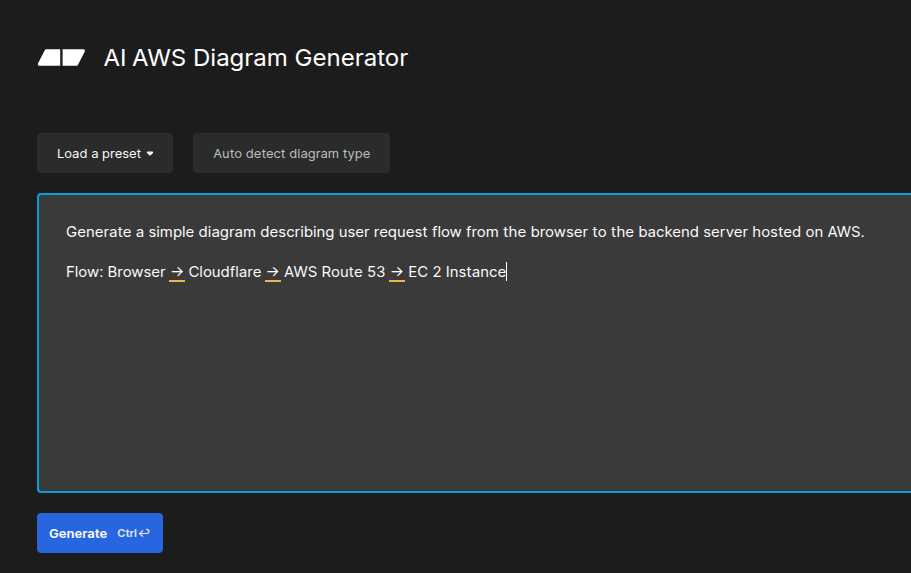 AI AWS Diagram Generator
Load a preset
Auto detect diagram type
Generate a simple diagram describing user request flow from the browser to the backend server hosted on AWS.
Flow: Browser → Cloudflare → AWS Route 53 → EC 2 Instance
Generate Ctrl↩